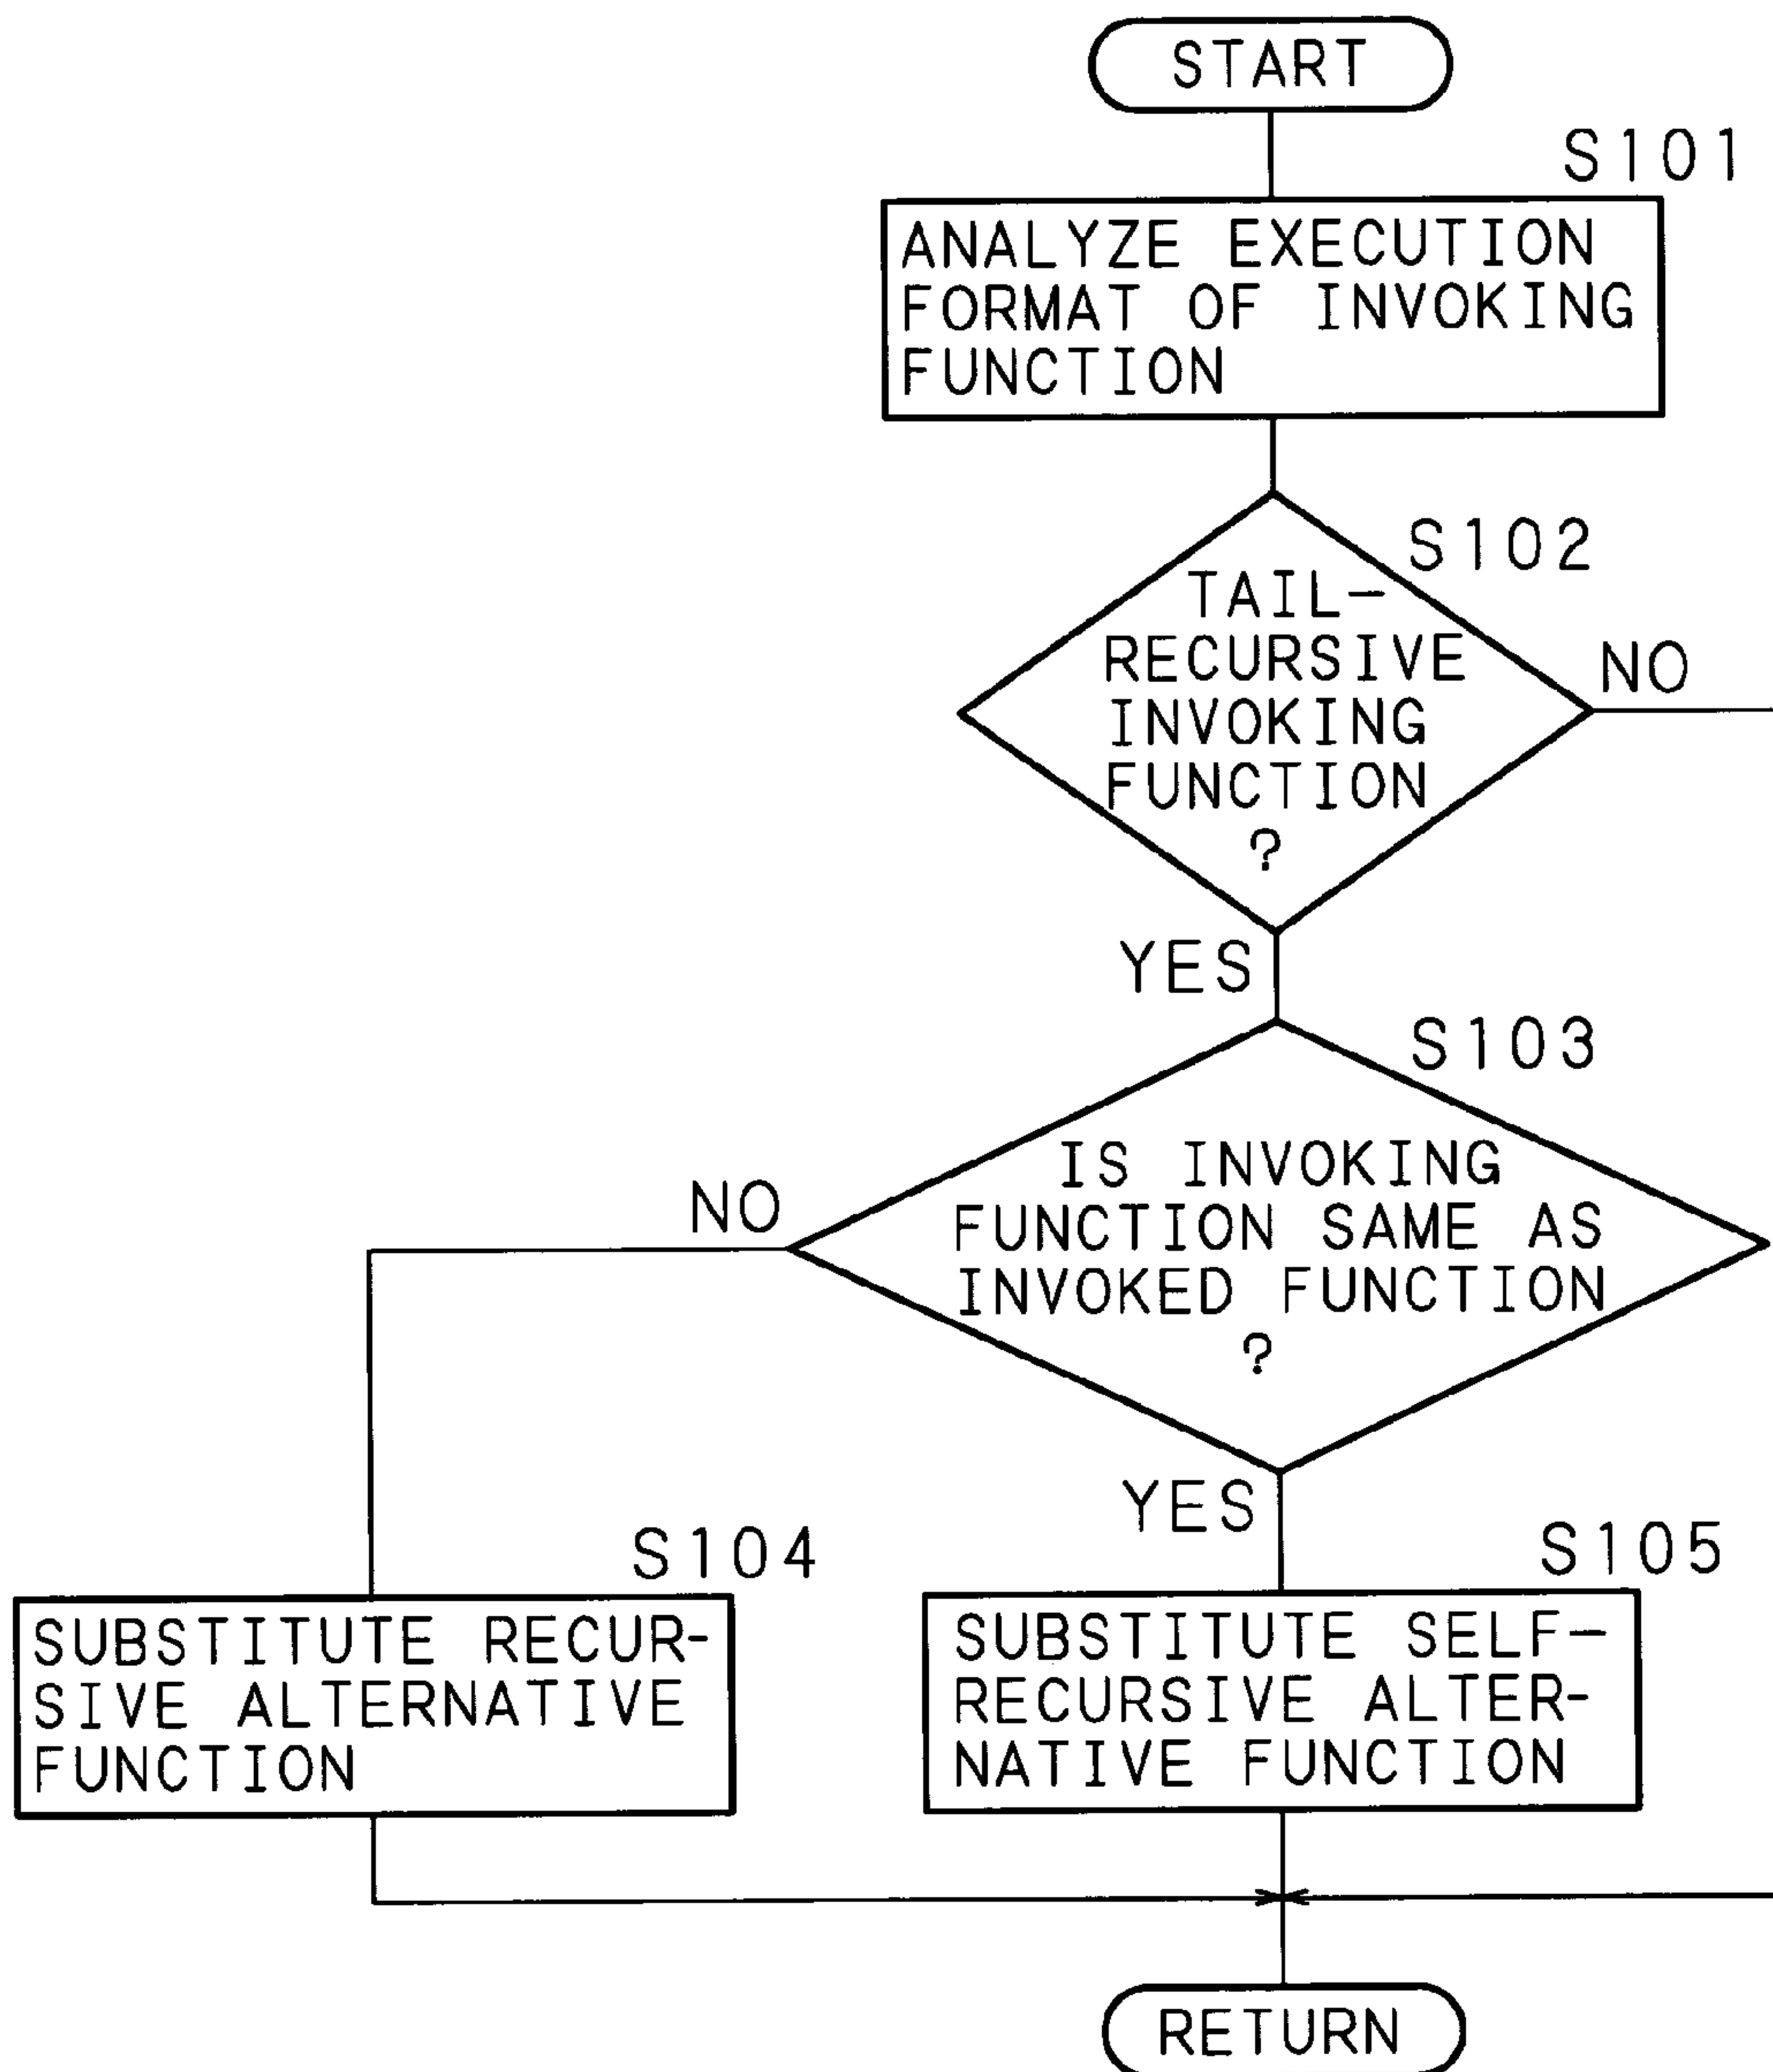 START
S101
ANALYZE EXECUTION
FORMAT OF INVOKING
FUNCTION
S102
TAIL-
RECURSIVE
INVOKING
FUNCTION
?
NO
YES
S103
IS INVOKING
FUNCTION SAME AS
INVOKED FUNCTION
?
NO
YES
S104
SUBSTITUTE RECUR-
SIVE ALTERNATIVE
FUNCTION
S105
SUBSTITUTE SELF-
RECURSIVE ALTER-
NATIVE FUNCTION
RETURN